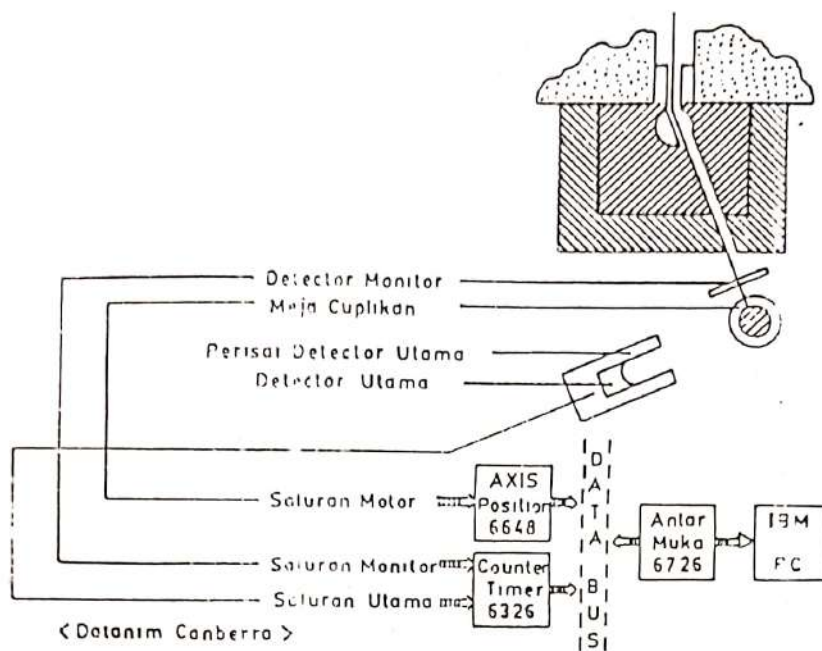 Detector Monitor
Meja Cuplikan
Perisai Detector Utama
Detector Utama
Saluran Motor
AXIS
Position
6648
DATA BUS
Antar
Muka
6726
IBM
PC
Saluran Monitor
Saluran Utama
Counter
Timer
6326
< Datanim Canberra >